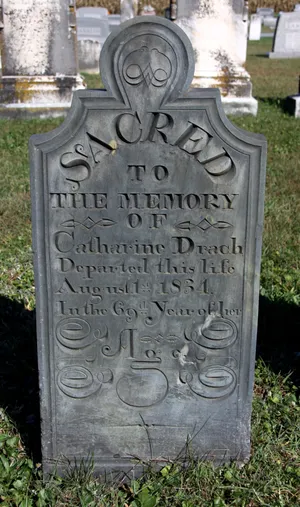 SACRED
TO
THE MEMORY
OF
Catharine Drach
Departed this life
August 1st 1834.
In the 69th Year of her
Age